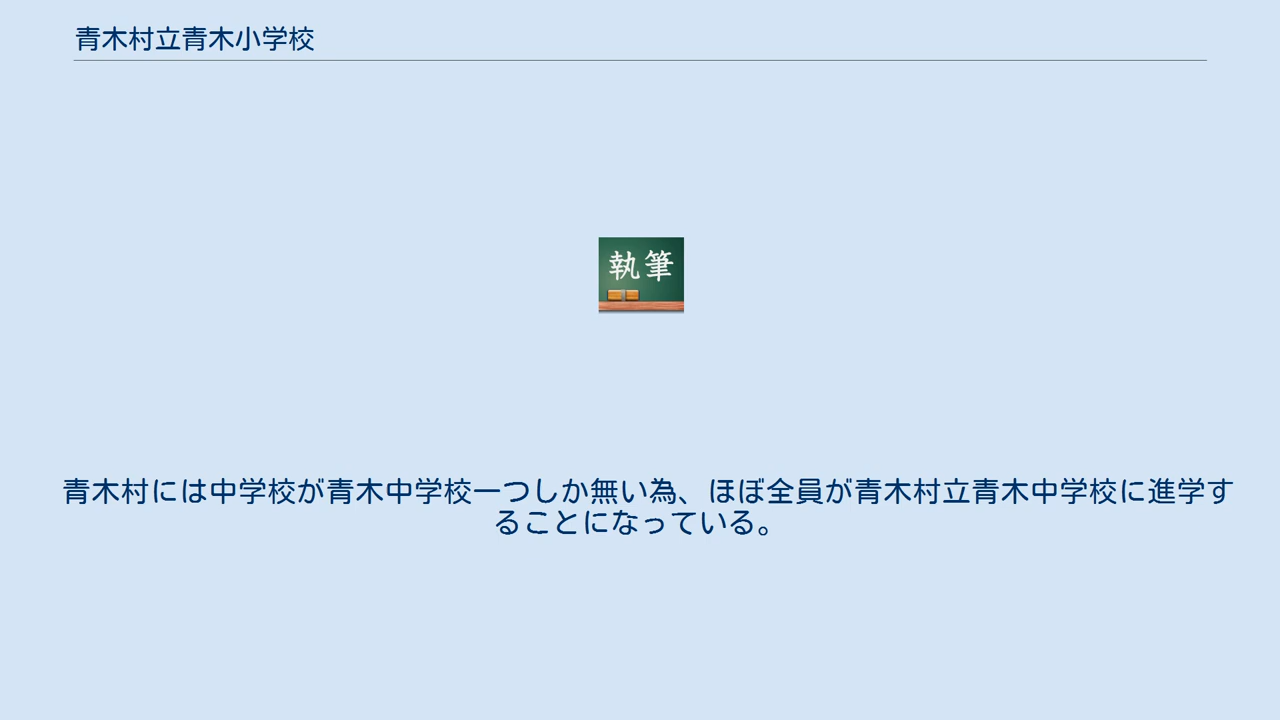 青木村立青木小学校
執筆
青木村には中学校が青木中学校一つしか無い為、ほぼ全員が青木村立青木中学校に進学す
ることになっている。